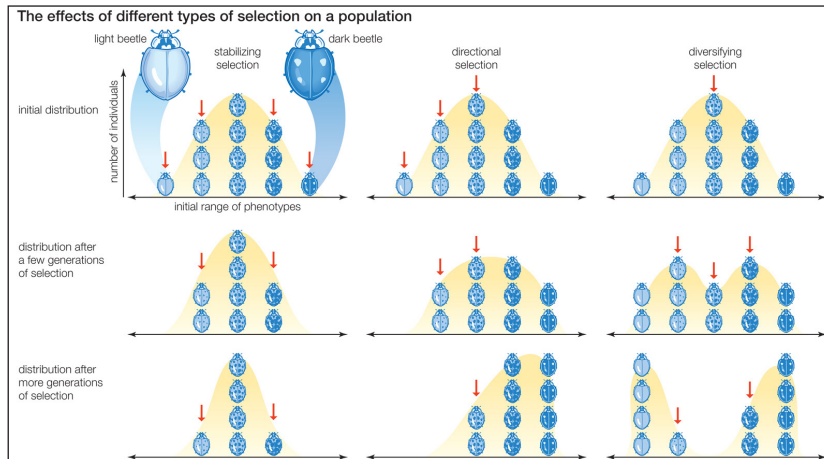 The effects of different types of selection on a population
light beetle
dark beetle
stabilizing
selection
directional
selection
diversifying
selection
initial distribution
number of individuals
initial range of phenotypes
distribution after
a few generations
of selection
distribution after
more generations
of selection